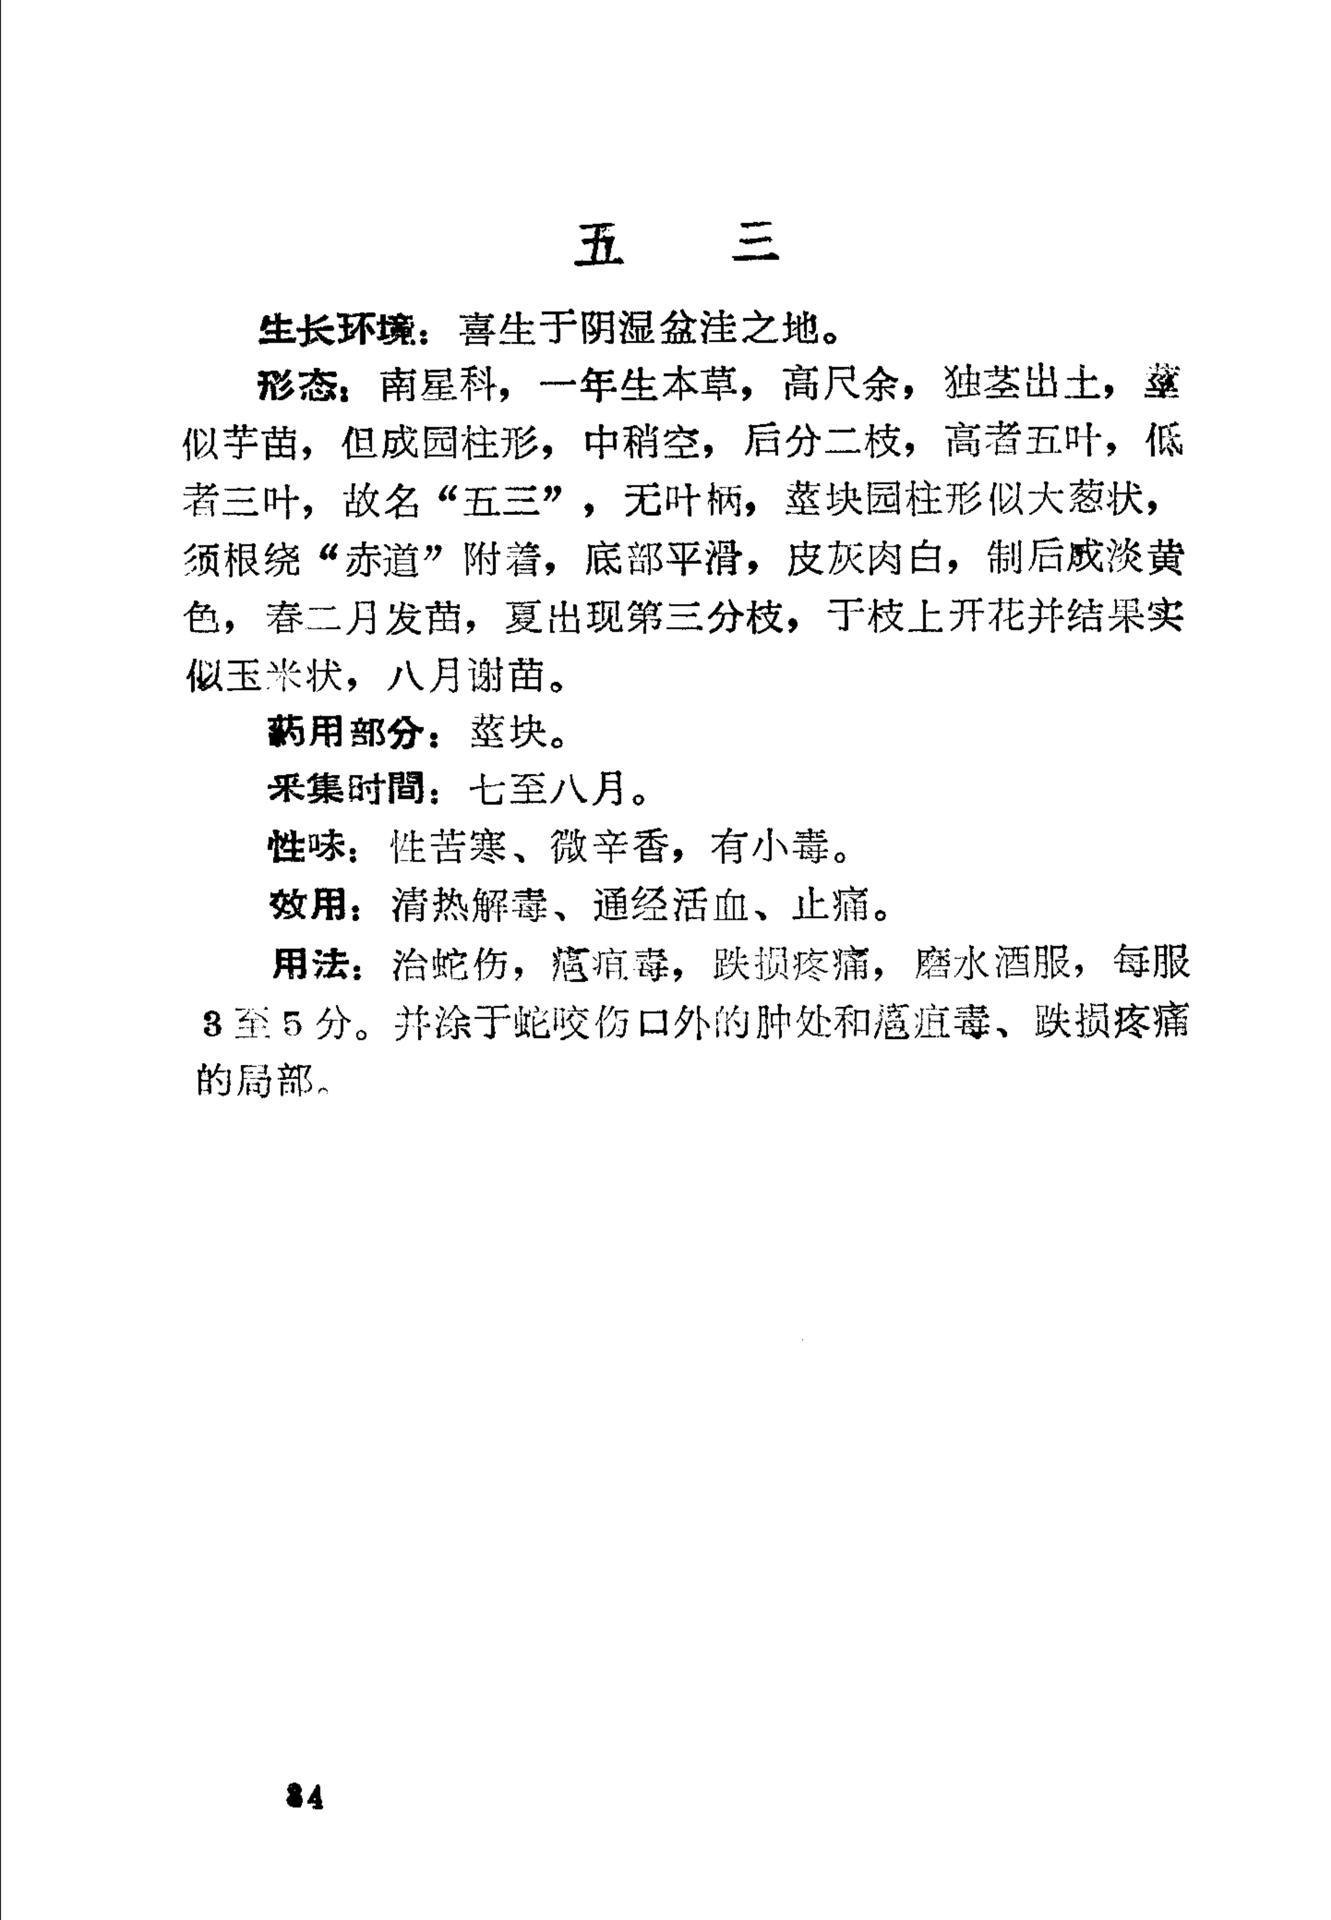 五 三
生长环境：喜生于阴湿盆洼之地。
形态：南星科，一年生本草，高尺余，独茎出土，茎
似芋苗，但成园柱形，中稍空，后分二枝，高者五叶，低
者三叶，故名“五三”，无叶柄，茎块园柱形似大葱状，
须根绕“赤道”附着，底部平滑，皮灰肉白，制后成淡黄
色，春二月发苗，夏出现第三分枝，于枝上开花并结果实
似玉米状，八月谢苗。
药用部分：茎块。
采集时間：七至八月。
性味：性苦寒、微辛香，有小毒。
效用：清热解毒、通经活血、止痛。
用法：治蛇伤，疽毒，跌损疼痛，磨水酒服，每服
3至5分。并涂于蛇咬伤口外的肿处和疽毒、跌损疼痛
的局部。
84